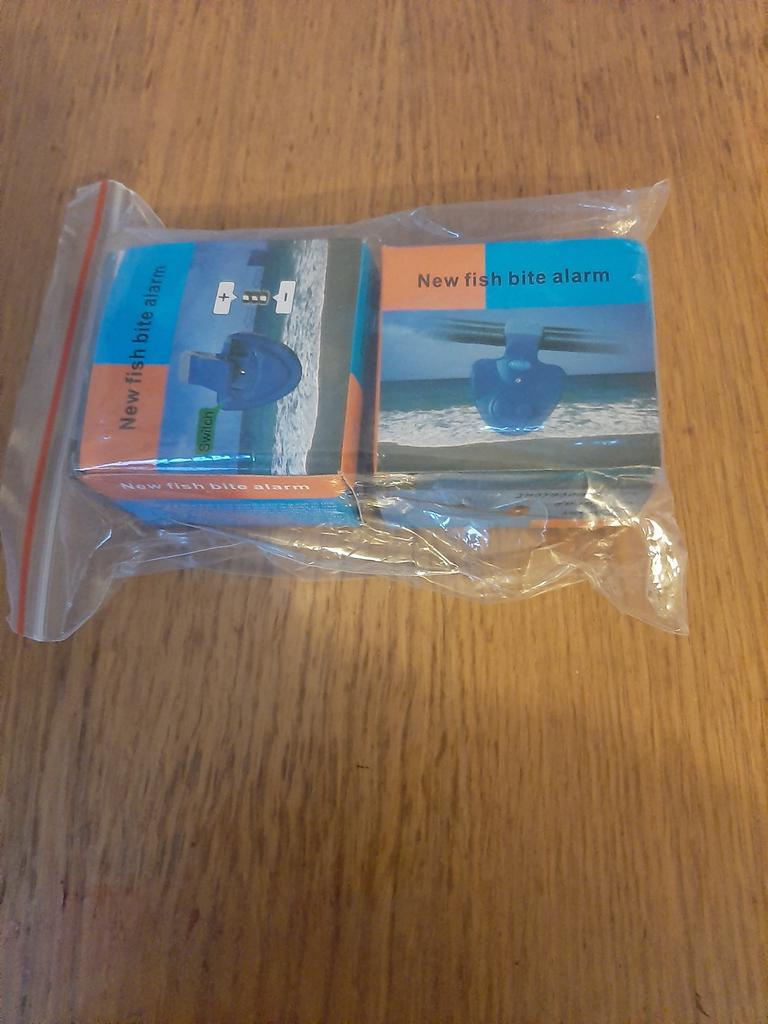 New fish bite alarm
+
-
Switch
New fish bite alarm
New fish bite alarm